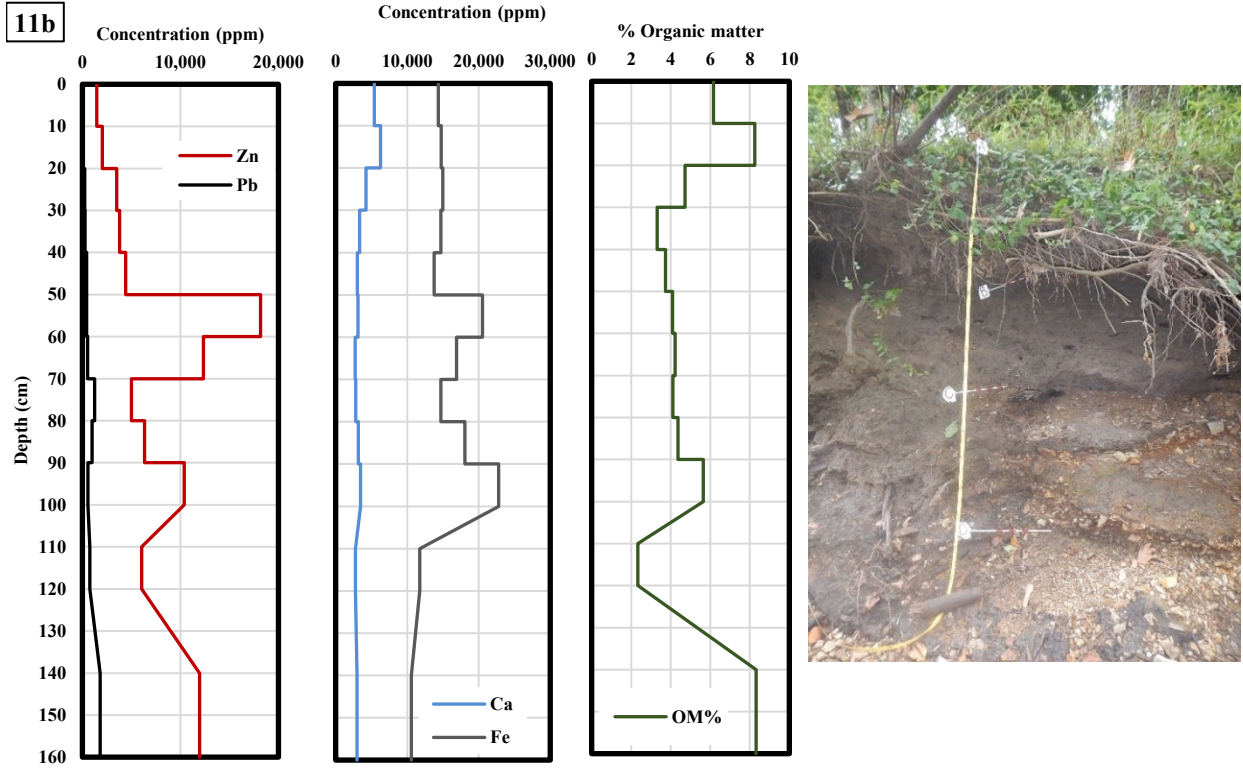 11b
Concentration (ppm)
0 10,000 20,000
Depth (cm)
0
10
20
30
40
50
60
70
80
90
100
110
120
130
140
150
160
Zn
Pb
Concentration (ppm)
0 10,000 20,000 30,000
Ca
Fe
% Organic matter
0 2 4 6 8 10
OM%